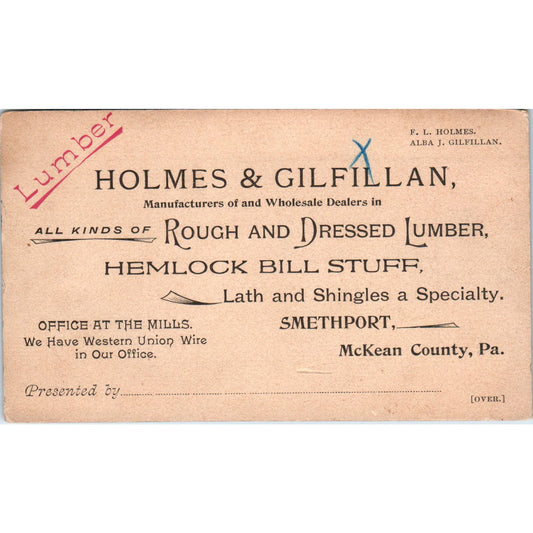 Lumber
F. L. HOLMES.
ALBA J. GILFILLAN.
X
HOLMES & GILFILLAN,
Manufacturers of and Wholesale Dealers in
ALL KINDS OF ROUGH AND DRESSED LUMBER,
HEMLOCK BILL STUFF,
Lath and Shingles a Specialty.
OFFICE AT THE MILLS.
We Have Western Union Wire
in Our Office.
SMETHPORT,
McKean County, Pa.
Presented by
[OVER.]